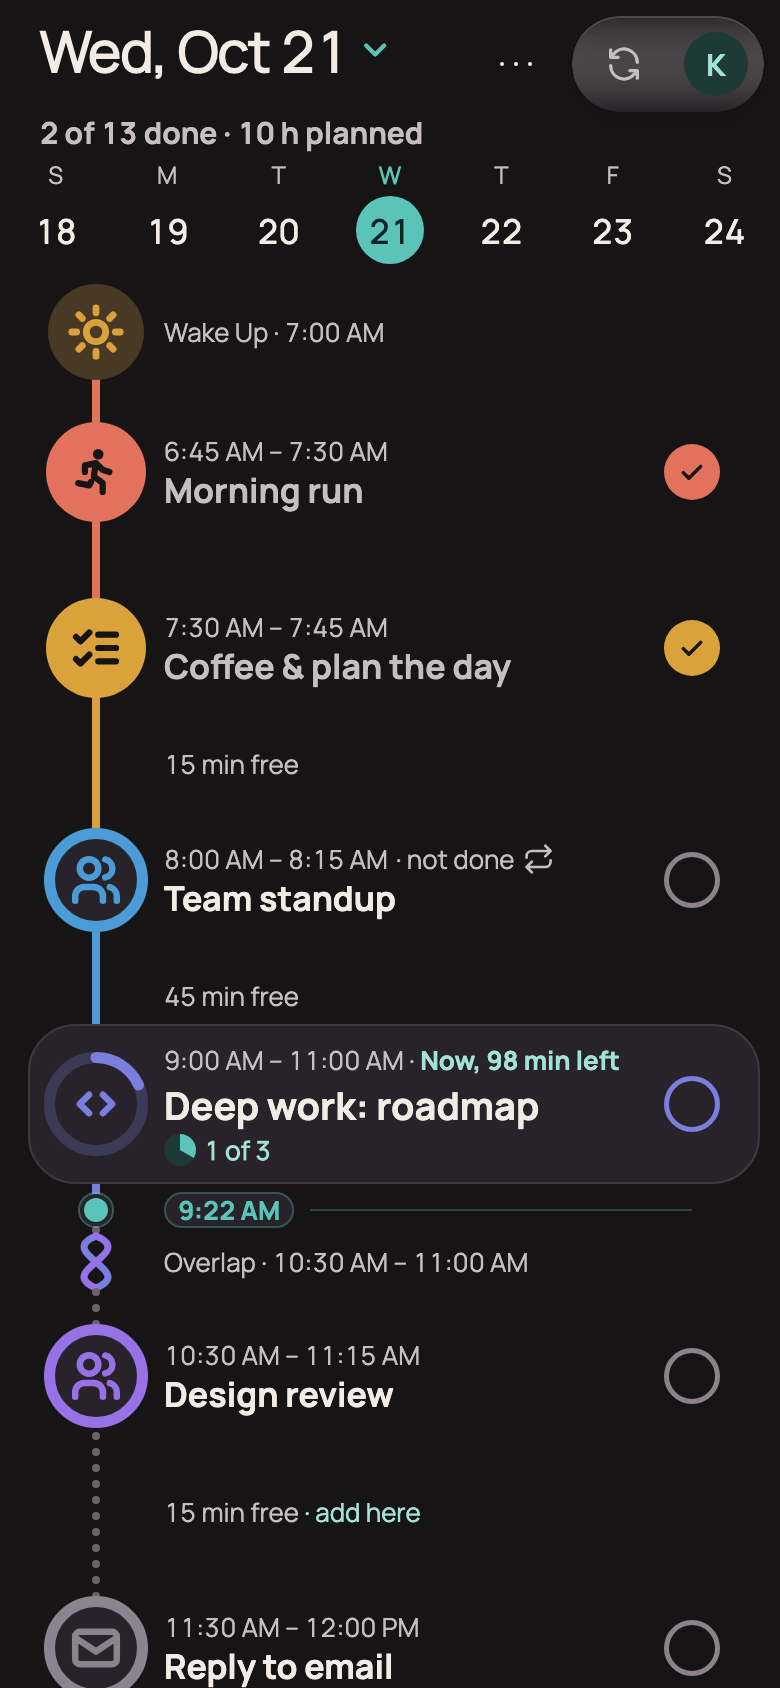 Wed, Oct 21
...
K
2 of 13 done · 10 h planned
S M T W T F S
18 19 20 21 22 23 24
Wake Up · 7:00 AM
6:45 AM – 7:30 AM
Morning run
7:30 AM – 7:45 AM
Coffee & plan the day
15 min free
8:00 AM – 8:15 AM · not done
Team standup
45 min free
9:00 AM – 11:00 AM · Now, 98 min left
Deep work: roadmap
1 of 3
9:22 AM
Overlap · 10:30 AM – 11:00 AM
10:30 AM – 11:15 AM
Design review
15 min free · add here
11:30 AM – 12:00 PM
Reply to email